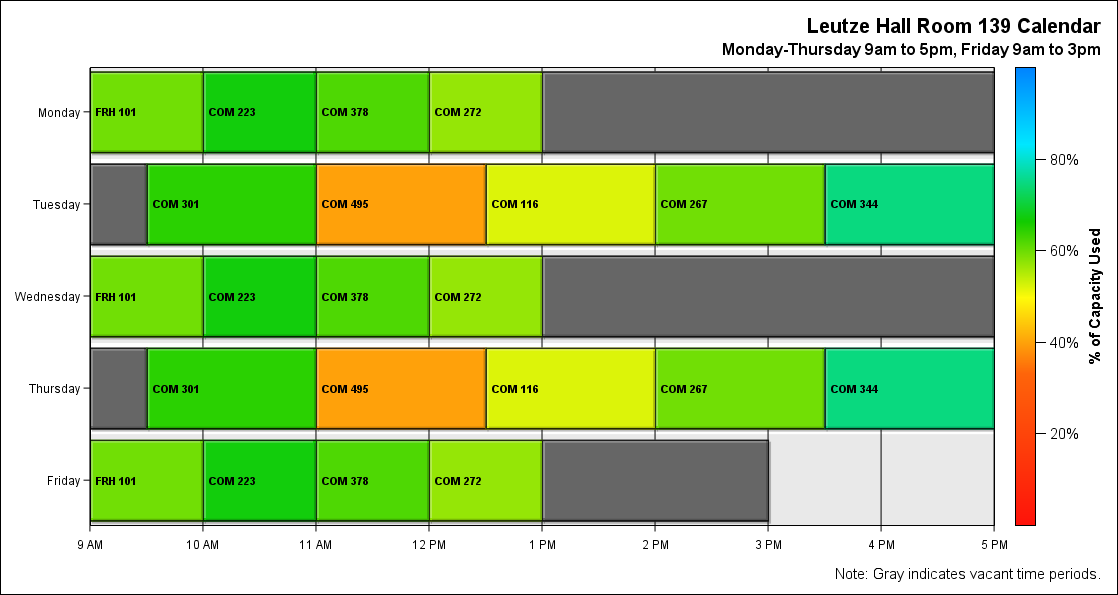 Leutze Hall Room 139 Calendar
Monday-Thursday 9am to 5pm, Friday 9am to 3pm
Monday FRH 101 COM 223 COM 378 COM 272
Tuesday COM 301 COM 495 COM 116 COM 267 COM 344
Wednesday FRH 101 COM 223 COM 378 COM 272
Thursday COM 301 COM 495 COM 116 COM 267 COM 344
Friday FRH 101 COM 223 COM 378 COM 272
9 AM 10 AM 11 AM 12 PM 1 PM 2 PM 3 PM 4 PM 5 PM
80%
60%
40%
20%
% of Capacity Used
Note: Gray indicates vacant time periods.